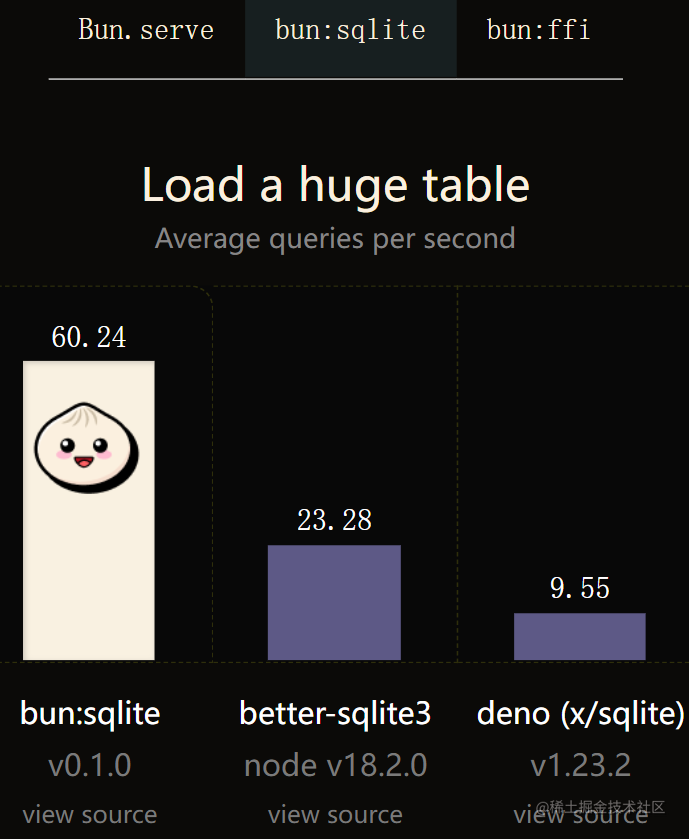 Bun.serve bun:sqlite bun:ffi
Load a huge table
Average queries per second
60.24
23.28
9.55
bun:sqlite better-sqlite3 deno (x/sqlite)
v0.1.0 node v18.2.0 v1.23.2
view source view source view source
@稀土掘金技术社区